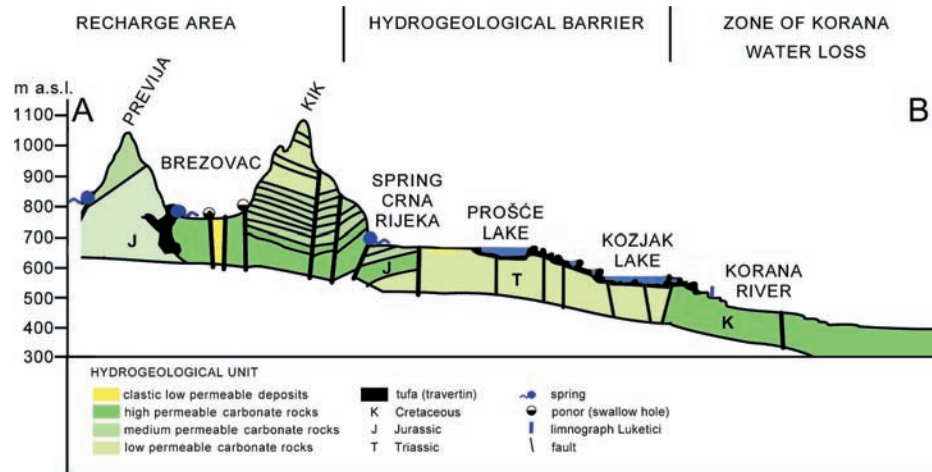 RECHARGE AREA
HYDROGEOLOGICAL BARRIER
ZONE OF KORANA
WATER LOSS
m a.s.l.
A
B
1100
1000
900
800
700
600
500
400
300
PREVIJA
BREZOVAC
KIK
SPRING
CRNA
RIJEKA
PROŠĆE
LAKE
KOZJAK
LAKE
KORANA
RIVER
J
J
T
K
HYDROGEOLOGICAL UNIT
clastic low permeable deposits
high permeable carbonate rocks
medium permeable carbonate rocks
low permeable carbonate rocks
tufa (travertin)
K Cretaceous
J Jurassic
T Triassic
spring
ponor (swallow hole)
limnograph Luketici
fault